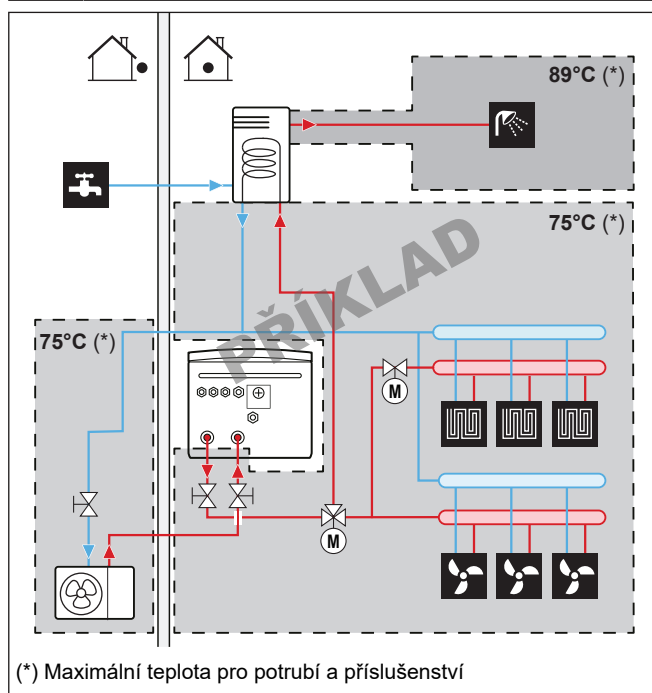 89°C (*)
75°C (*)
PŘÍKLAD
75°C (*)
M
M
(*) Maximální teplota pro potrubí a příslušenství